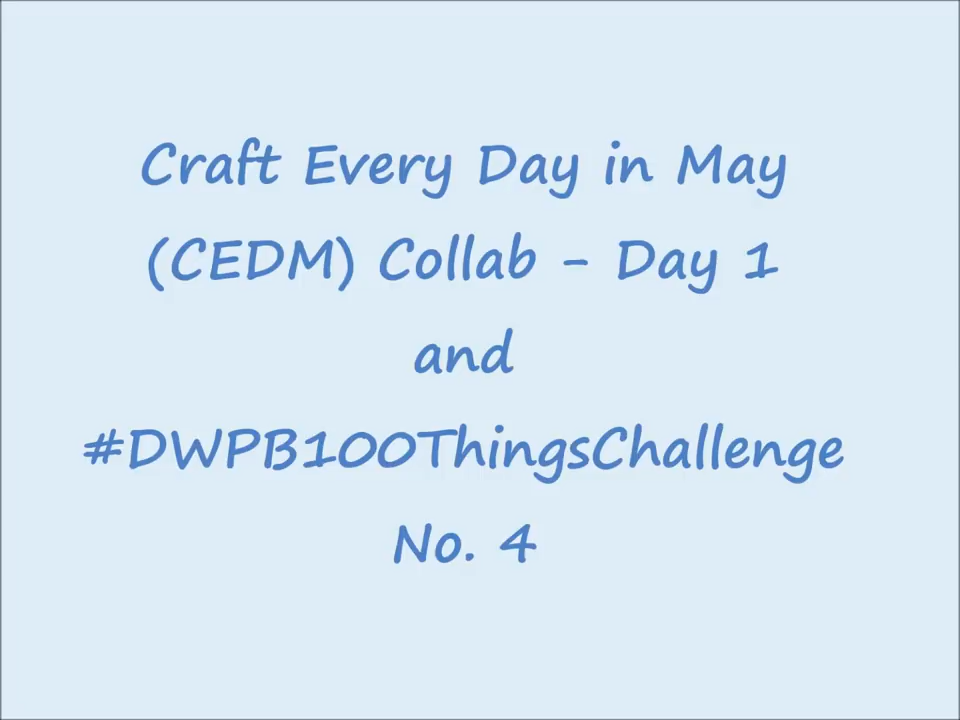 Craft Every Day in May
(CEDM) Collab - Day 1
and
#DWPB100ThingsChallenge
No. 4